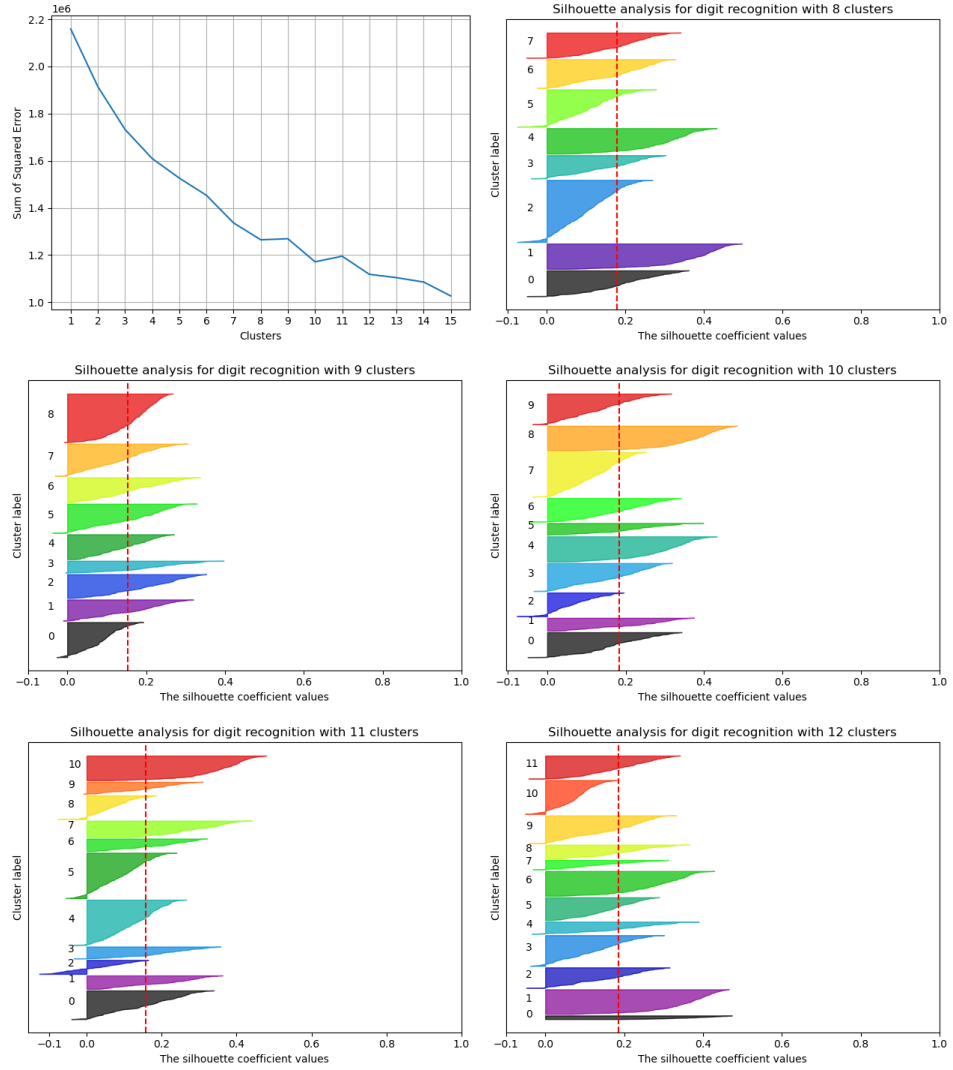 1e6
2.2
2.0
1.8
1.6
1.4
1.2
1.0
Sum of Squared Error
1 2 3 4 5 6 7 8 9 10 11 12 13 14 15
Clusters
Silhouette analysis for digit recognition with 8 clusters
Cluster label
7
6
5
4
3
2
1
0
−0.1 0.0 0.2 0.4 0.6 0.8 1.0
The silhouette coefficient values
Silhouette analysis for digit recognition with 9 clusters
Cluster label
8
7
6
5
4
3
2
1
0
−0.1 0.0 0.2 0.4 0.6 0.8 1.0
The silhouette coefficient values
Silhouette analysis for digit recognition with 10 clusters
Cluster label
9
8
7
6
5
4
3
2
1
0
−0.1 0.0 0.2 0.4 0.6 0.8 1.0
The silhouette coefficient values
Silhouette analysis for digit recognition with 11 clusters
Cluster label
10
9
8
7
6
5
4
3
2
1
0
0.0 0.2 0.4 0.6 0.8 1.0
The silhouette coefficient values
Silhouette analysis for digit recognition with 12 clusters
Cluster label
11
10
9
8
7
6
5
4
3
2
1
0
−0.1 0.0 0.2 0.4 0.6 0.8 1.0
The silhouette coefficient values